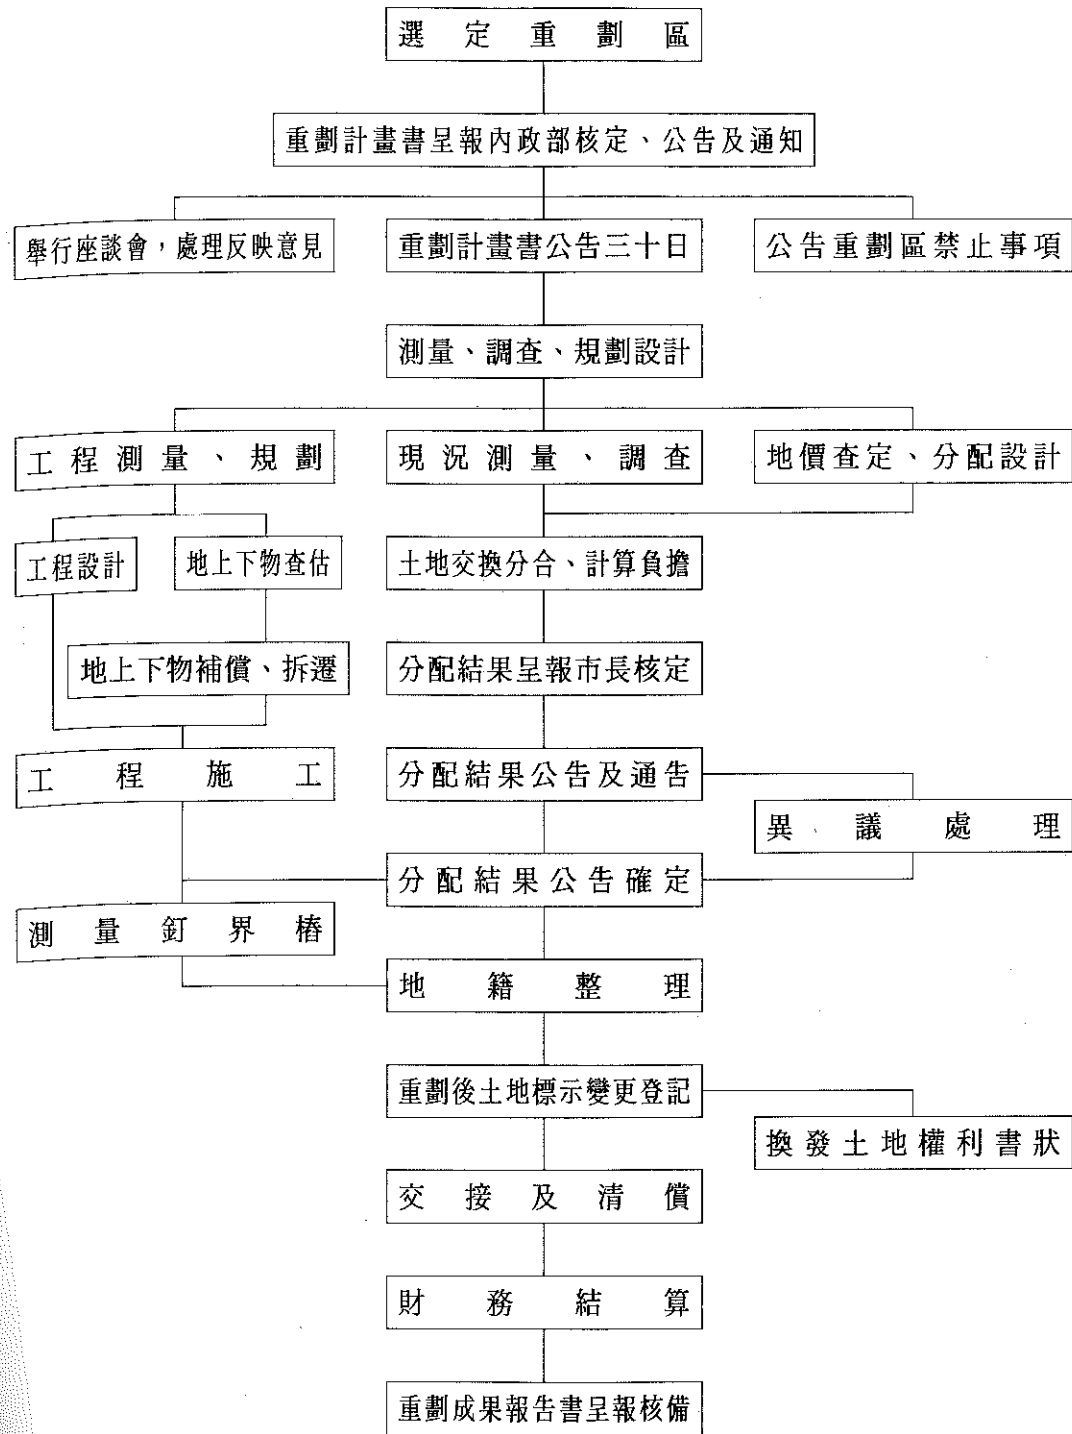 選定重劃區
重劃計畫書呈報內政部核定、公告及通知
舉行座談會，處理反映意見
重劃計畫書公告三十日
公告重劃區禁止事項
測量、調查、規劃設計
工程測量、規劃
現況測量、調查
地價查定、分配設計
工程設計
地上下物查估
土地交換分合、計算負擔
地上下物補償、拆遷
分配結果呈報市長核定
工程施工
分配結果公告及通告
異議處理
分配結果公告確定
測量釘界樁
地籍整理
重劃後土地標示變更登記
換發土地權利書狀
交接及清償
財務結算
重劃成果報告書呈報核備